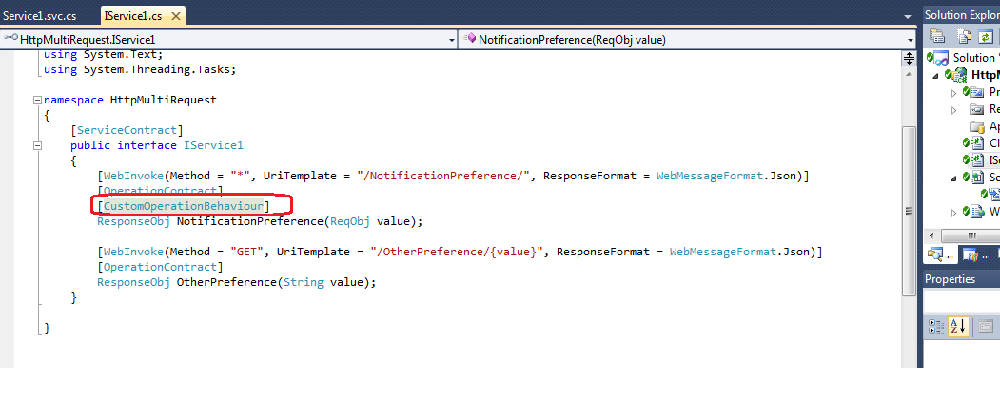 Service1.svc.cs
IService1.cs
Solution Explor
HttpMultiRequest.IService1
NotificationPreference(ReqObj value)
using System.Text;
using System.Threading.Tasks;
namespace HttpMultiRequest
{
[ServiceContract]
public interface IService1
{
[WebInvoke(Method = "*", UriTemplate = "/NotificationPreference/", ResponseFormat = WebMessageFormat.Json)]
[OperationContract]
[CustomOperationBehaviour]
ResponseObj NotificationPreference(ReqObj value);
[WebInvoke(Method = "GET", UriTemplate = "/OtherPreference/{value}", ResponseFormat = WebMessageFormat.Json)]
[OperationContract]
ResponseObj OtherPreference(String value);
}
}
Solution '
HttpM
Pr
Re
Ap
Cl
ISe
Se
W
..
..
Properties